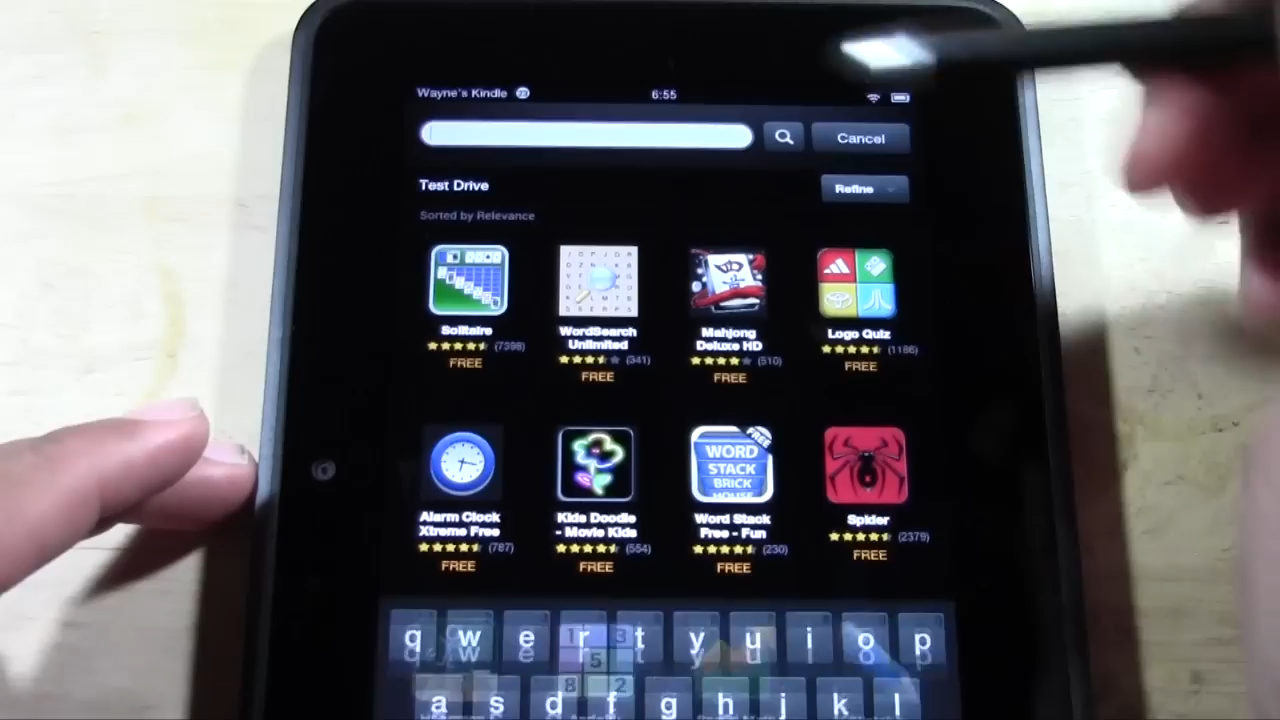 Wayne's Kindle 23 6:55
Cancel
Test Drive Refine
Sorted by Relevance
Solitaire
(7398)
FREE
WordSearch
Unlimited
(341)
FREE
Mahjong
Deluxe HD
(510)
FREE
Logo Quiz
(1186)
FREE
Alarm Clock
Xtreme Free
(787)
FREE
Kids Doodle
- Movie Kids
(554)
FREE
FREE
WORD
STACK
BRICK
Word Stack
Free - Fun
(230)
FREE
Spider
(2379)
FREE
q w e r t y u i o p
a s d f g h j k l